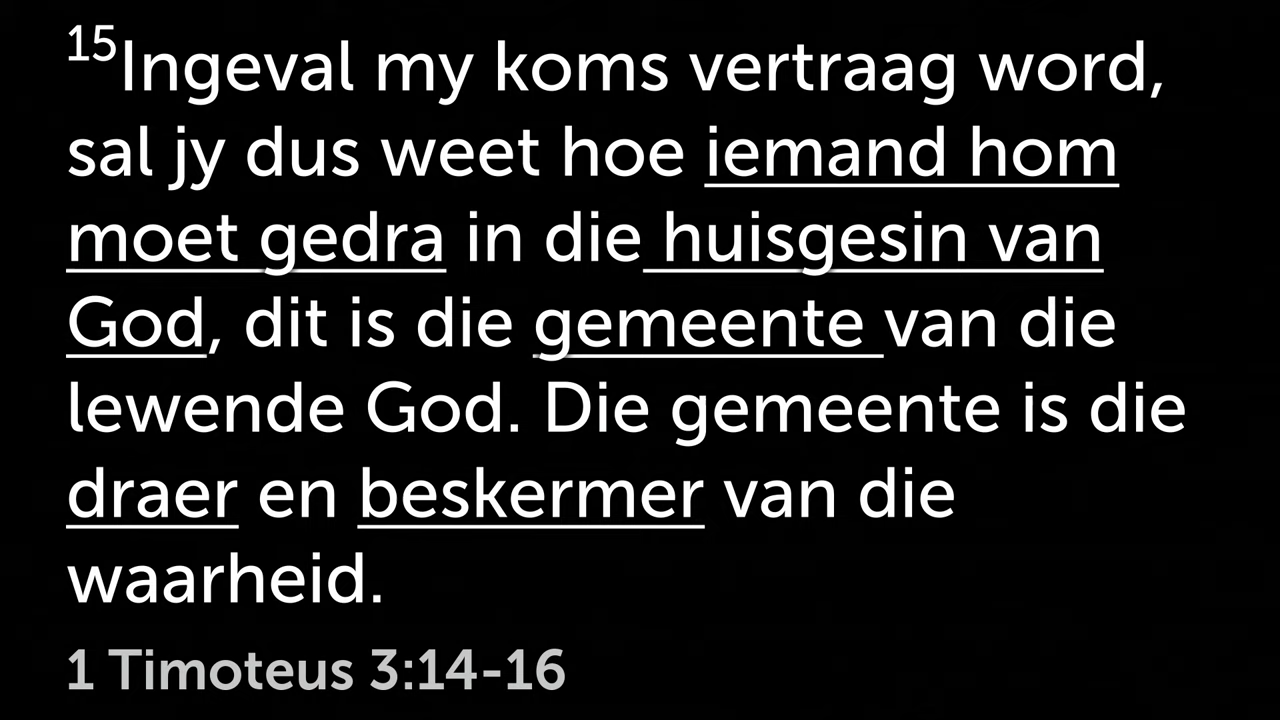 15Ingeval my koms vertraag word,
sal jy dus weet hoe iemand hom
moet gedra in die huisgesin van
God, dit is die gemeente van die
lewende God. Die gemeente is die
draer en beskermer van die
waarheid.
1 Timoteus 3:14-16